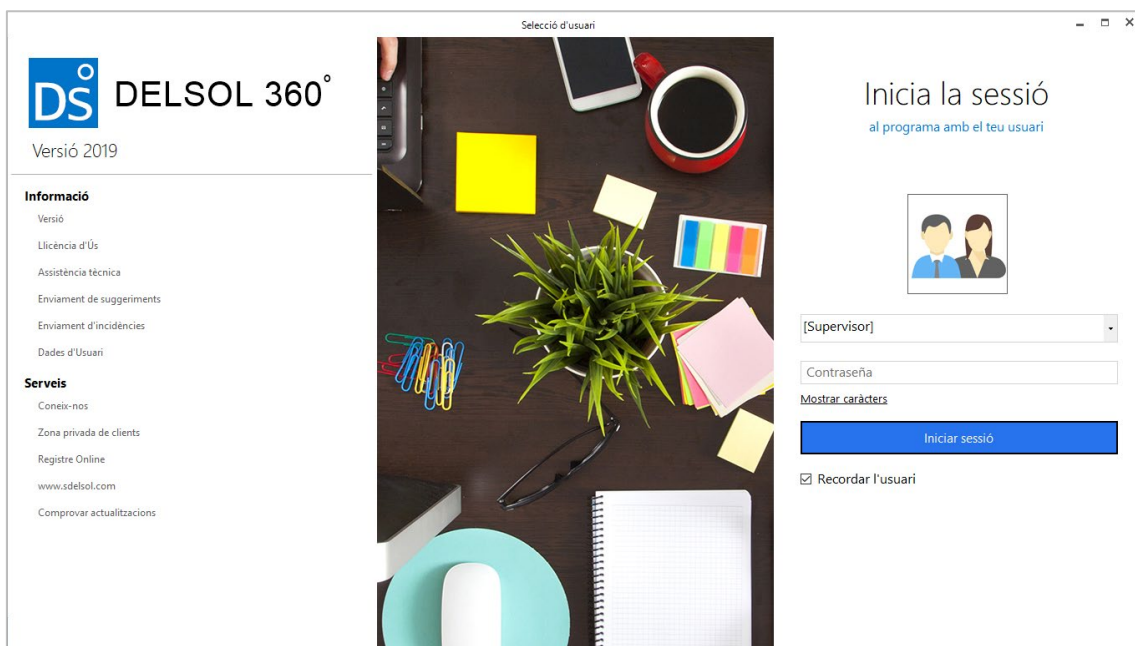 Selecció d'usuari
DS
DELSOL 360°
Versió 2019
Informació
Versió
Llicència d'Ús
Assistència tècnica
Enviament de suggeriments
Enviament d'incidències
Dades d'Usuari
Serveis
Coneix-nos
Zona privada de clients
Registre Online
www.sdelsol.com
Comprovar actualitzacions
Inicia la sessió
al programa amb el teu usuari
[Supervisor]
Contraseña
Mostrar caràcters
Iniciar sessió
Recordar l'usuari